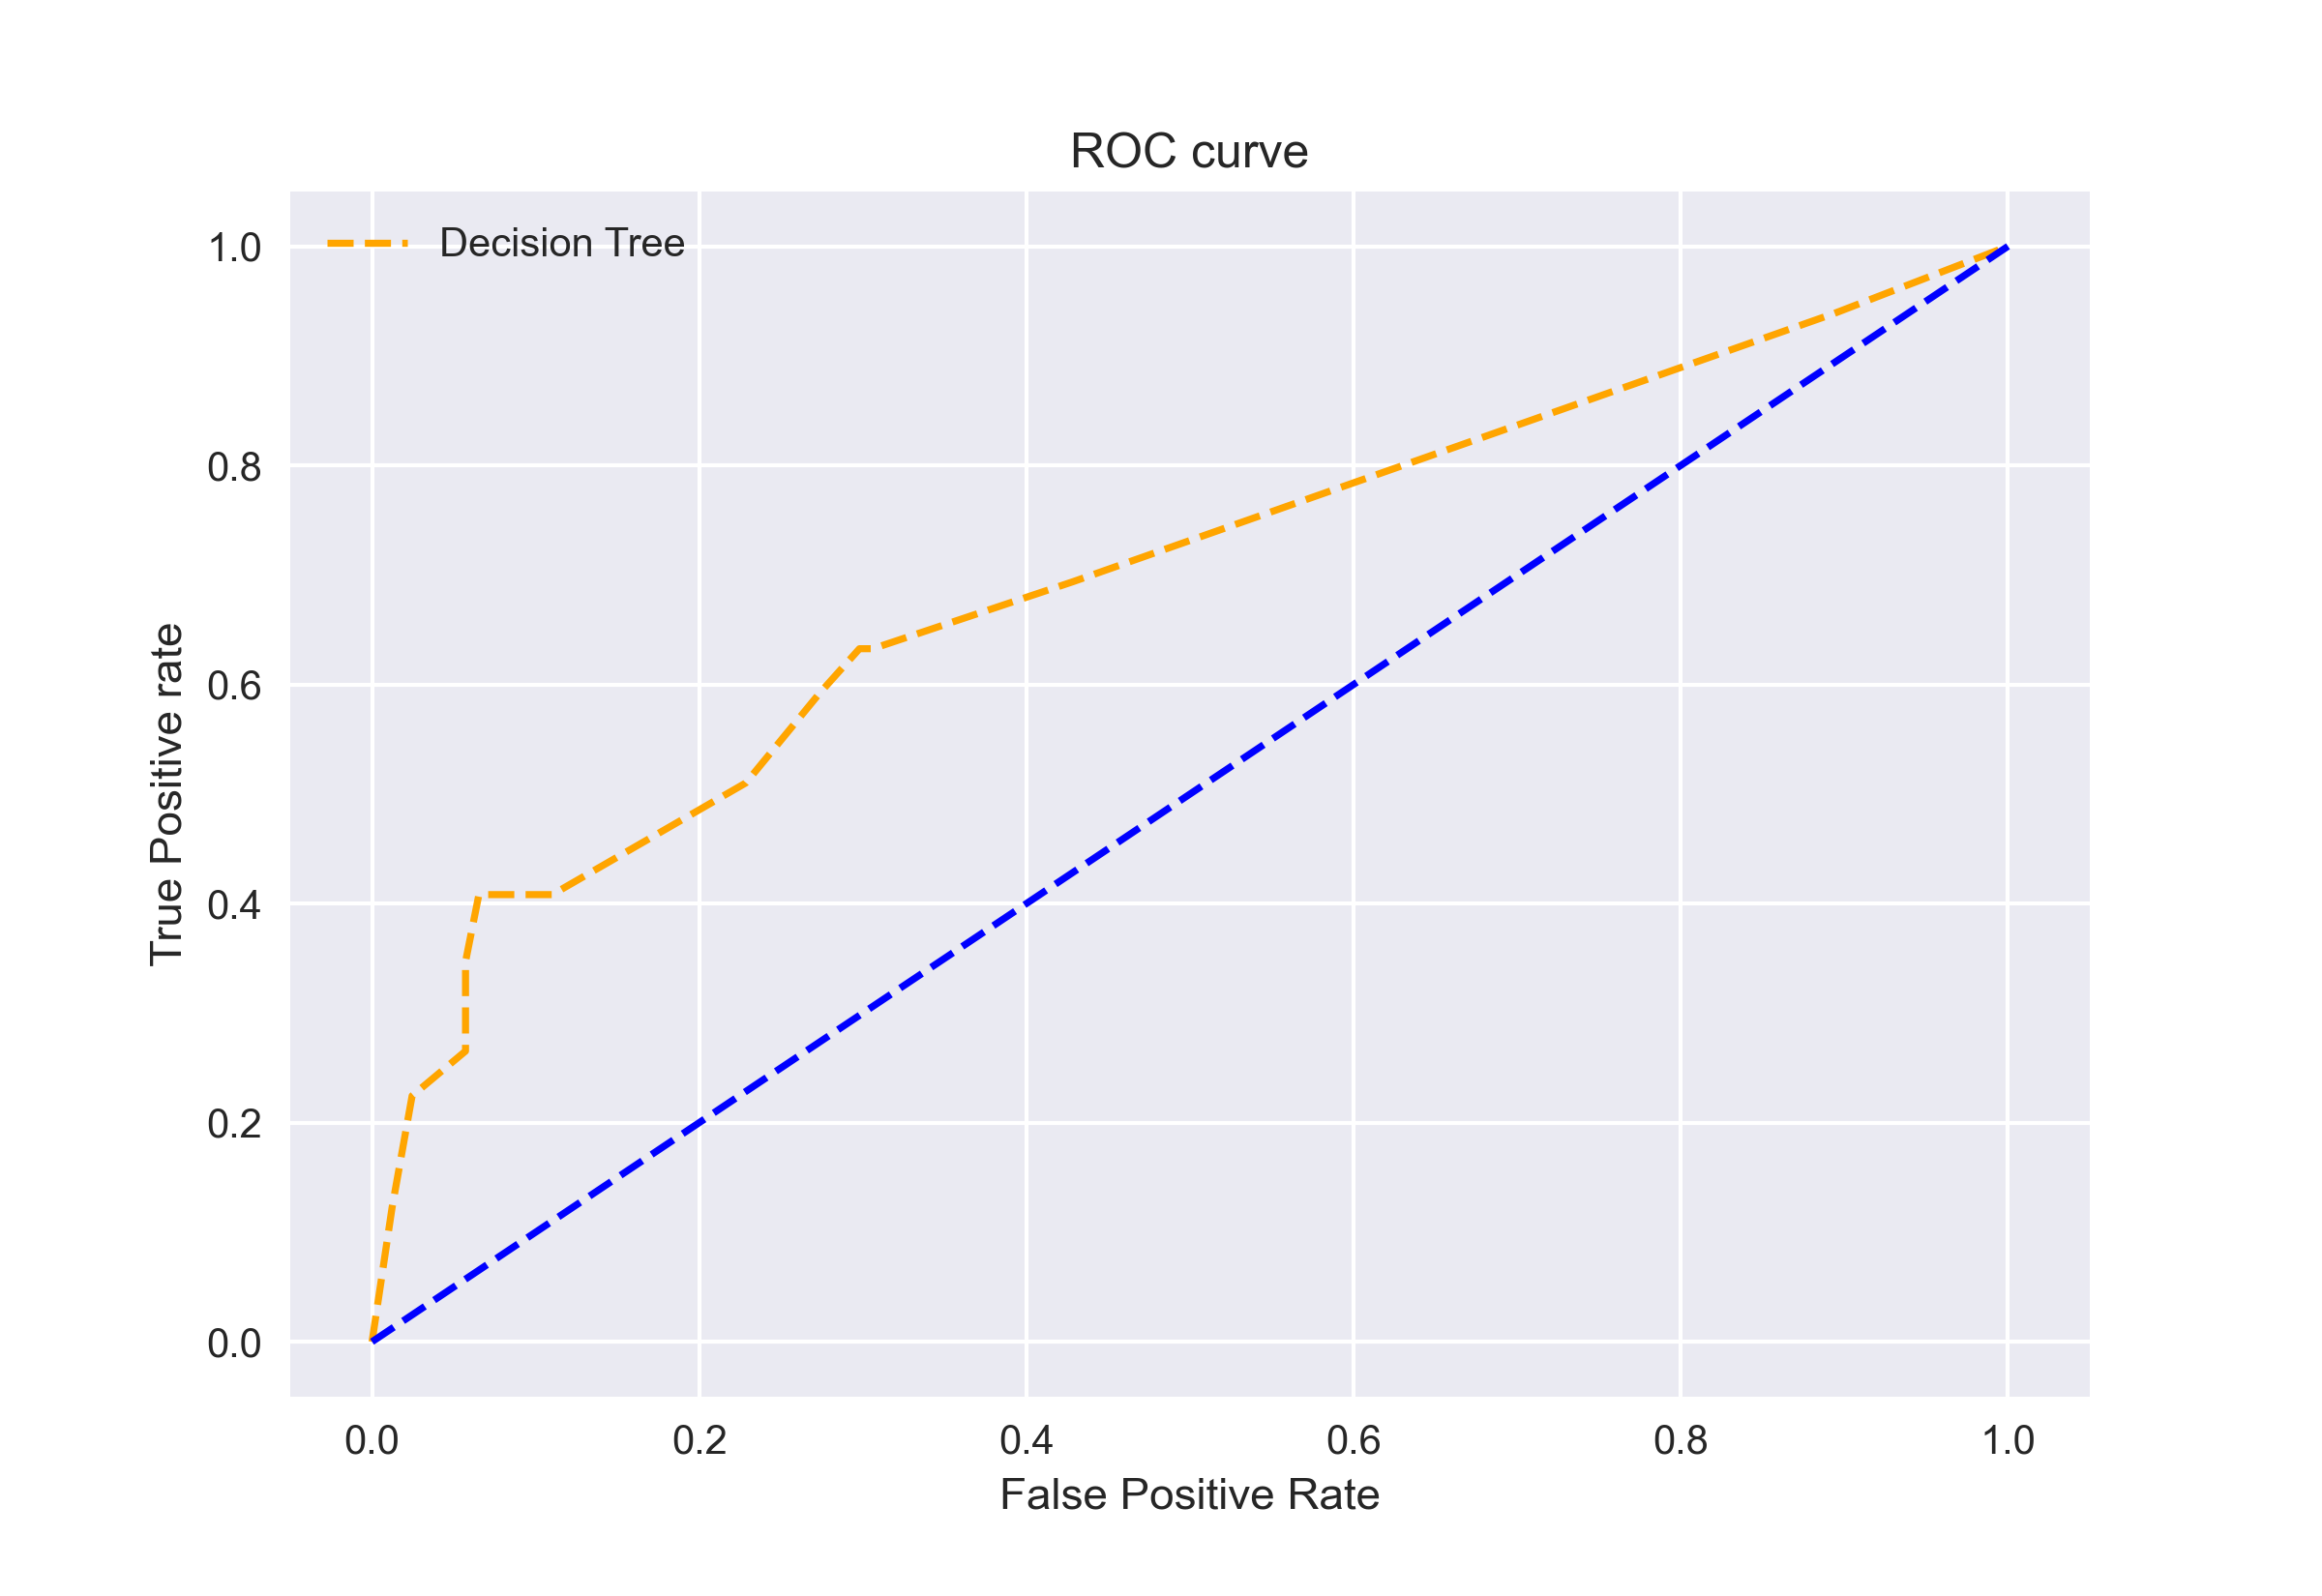 ROC curve
Decision Tree
1.0
0.8
0.6
0.4
0.2
0.0
True Positive rate
0.0 0.2 0.4 0.6 0.8 1.0
False Positive Rate